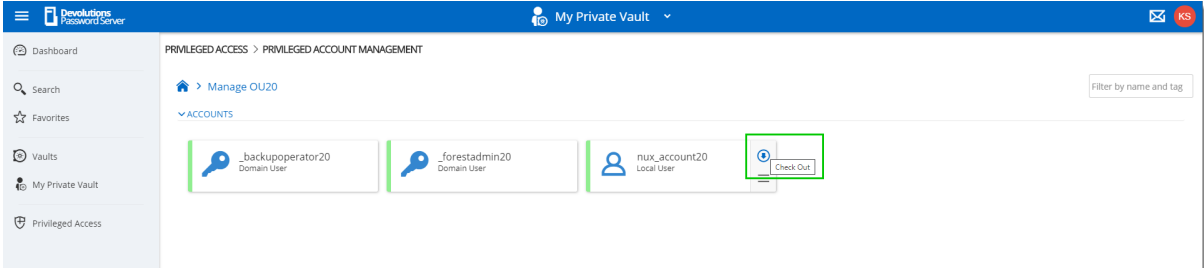 Devolutions
Password Server
My Private Vault
KS
Dashboard
Search
Favorites
Vaults
My Private Vault
Privileged Access
PRIVILEGED ACCESS > PRIVILEGED ACCOUNT MANAGEMENT
> Manage OU20
Filter by name and tag
ACCOUNTS
_backupoperator20
Domain User
_forestadmin20
Domain User
nux_account20
Local User
Check Out